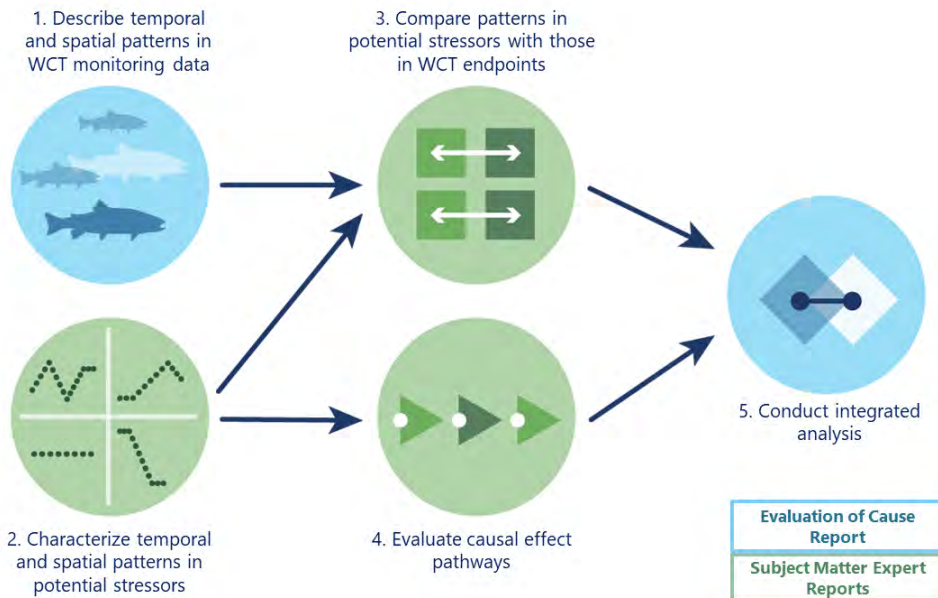 1. Describe temporal
and spatial patterns in
WCT monitoring data
3. Compare patterns in
potential stressors with those
in WCT endpoints
2. Characterize temporal
and spatial patterns in
potential stressors
4. Evaluate causal effect
pathways
5. Conduct integrated
analysis
Evaluation of Cause
Report
Subject Matter Expert
Reports